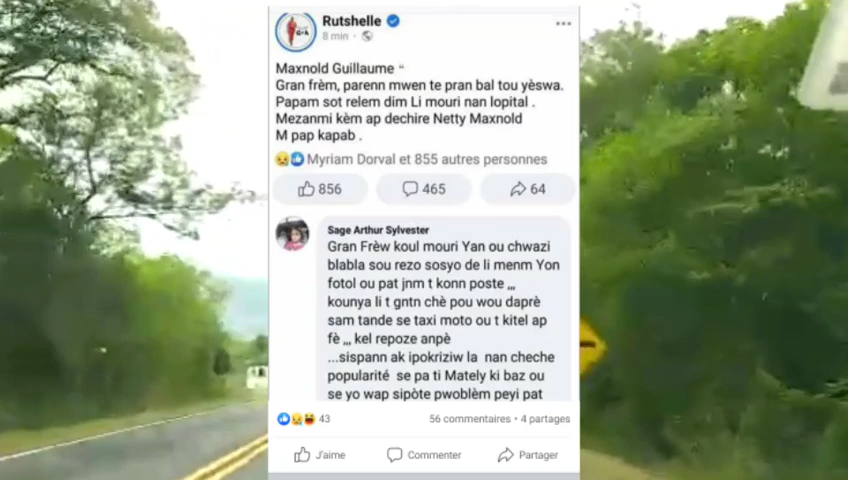 Rutshelle
8 min
Maxnold Guillaume "
Gran frèm, parenn mwen te pran bal tou yèswa.
Papam sot relem dim Li mouri nan lopital .
Mezanmi kèm ap dechire Netty Maxnold
M pap kapab .
Myriam Dorval et 855 autres personnes
856
465
64
Sage Arthur Sylvester
Gran Frèw koul mouri Yan ou chwazi
blabla sou rezo sosyo de li menm Yon
fotol ou pat jnm t konn poste ,,,
kounya li t gntn chè pou wou daprè
sam tande se taxi moto ou t kitel ap
fè ,,, kel repoze anpè
...sispann ak ipokriziw la nan cheche
popularité se pa ti Mately ki baz ou
se yo wap sipòte pwoblèm peyi pat
43
56 commentaires • 4 partages
J'aime
Commenter
Partager